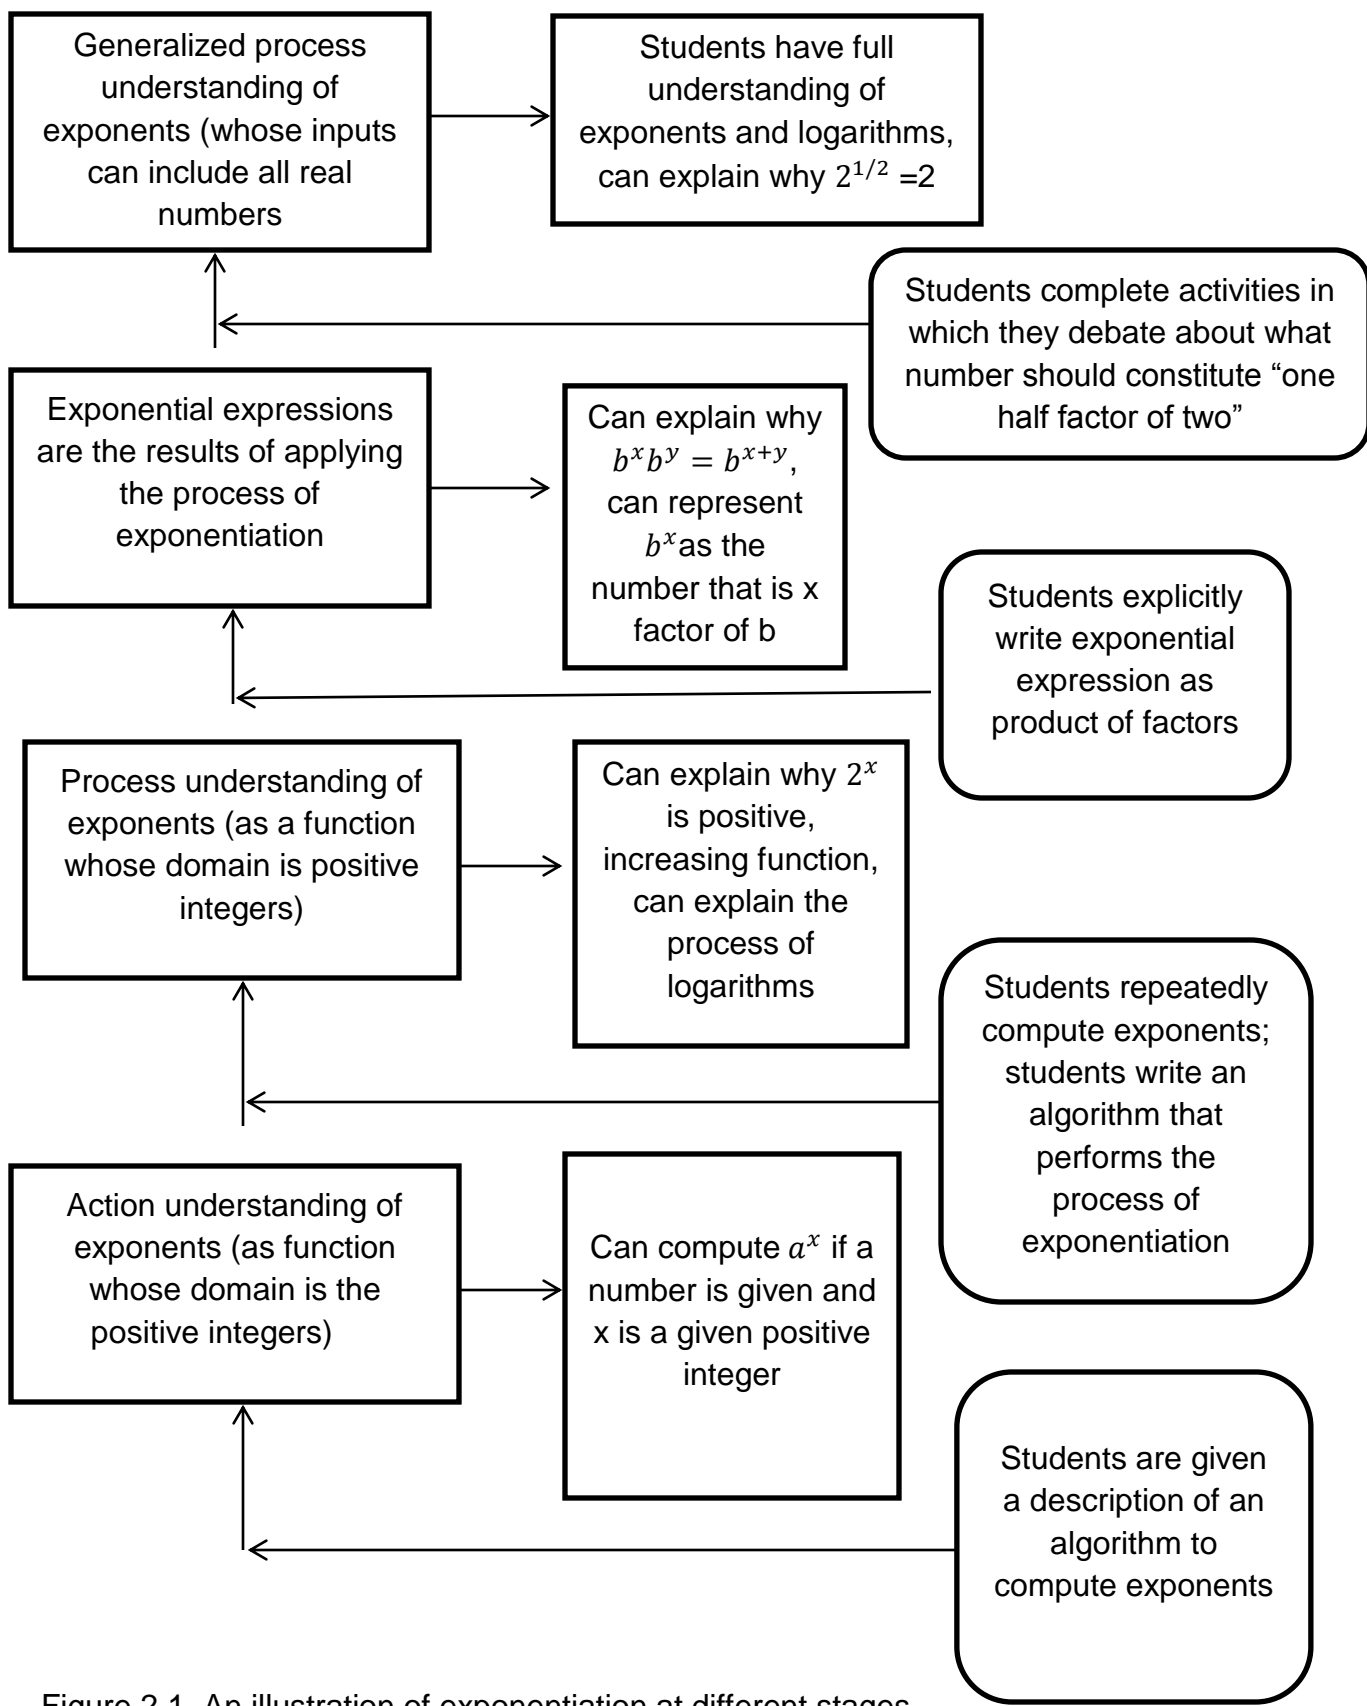 Generalized process
understanding of
exponents (whose inputs
can include all real
numbers
Students have full
understanding of
exponents and logarithms,
can explain why 2^{1/2} =2
Students complete activities in
which they debate about what
number should constitute “one
half factor of two”
Exponential expressions
are the results of applying
the process of
exponentiation
Can explain why
b^x b^y = b^{x+y},
can represent
b^x as the
number that is x
factor of b
Students explicitly
write exponential
expression as
product of factors
Process understanding of
exponents (as a function
whose domain is positive
integers)
Can explain why 2^x
is positive,
increasing function,
can explain the
process of
logarithms
Students repeatedly
compute exponents;
students write an
algorithm that
performs the
process of
exponentiation
Action understanding of
exponents (as function
whose domain is the
positive integers)
Can compute a^x if a
number is given and
x is a given positive
integer
Students are given
a description of an
algorithm to
compute exponents
Figure 2.1. An illustration of exponentiation at different stages